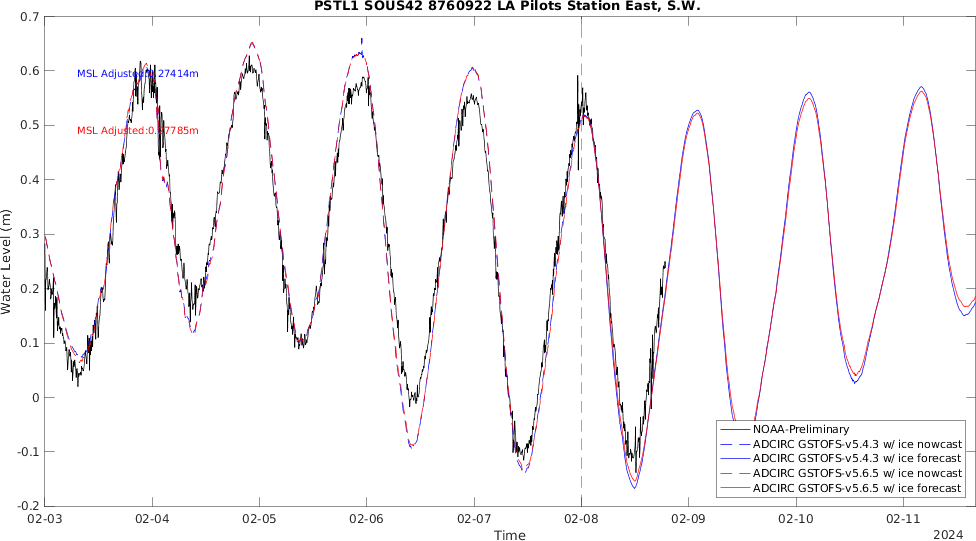 PSTL1 SOUS42 8760922 LA Pilots Station East, S.W.
0.7
0.6
0.5
0.4
0.3
0.2
0.1
0
-0.1
-0.2
Water Level (m)
MSL Adjusted:0.27414m
MSL Adjusted:
NOAA-Preliminary
ADCIRC GSTOFS-v5.4.3 w/ ice nowcast
ADCIRC GSTOFS-v5.4.3 w/ ice forecast
ADCIRC GSTOFS-v5.6.5 w/ ice nowcast
ADCIRC GSTOFS-v5.6.5 w/ ice forecast
02-03 02-04 02-05 02-06 02-07 02-08 02-09 02-10 02-11
Time
2024